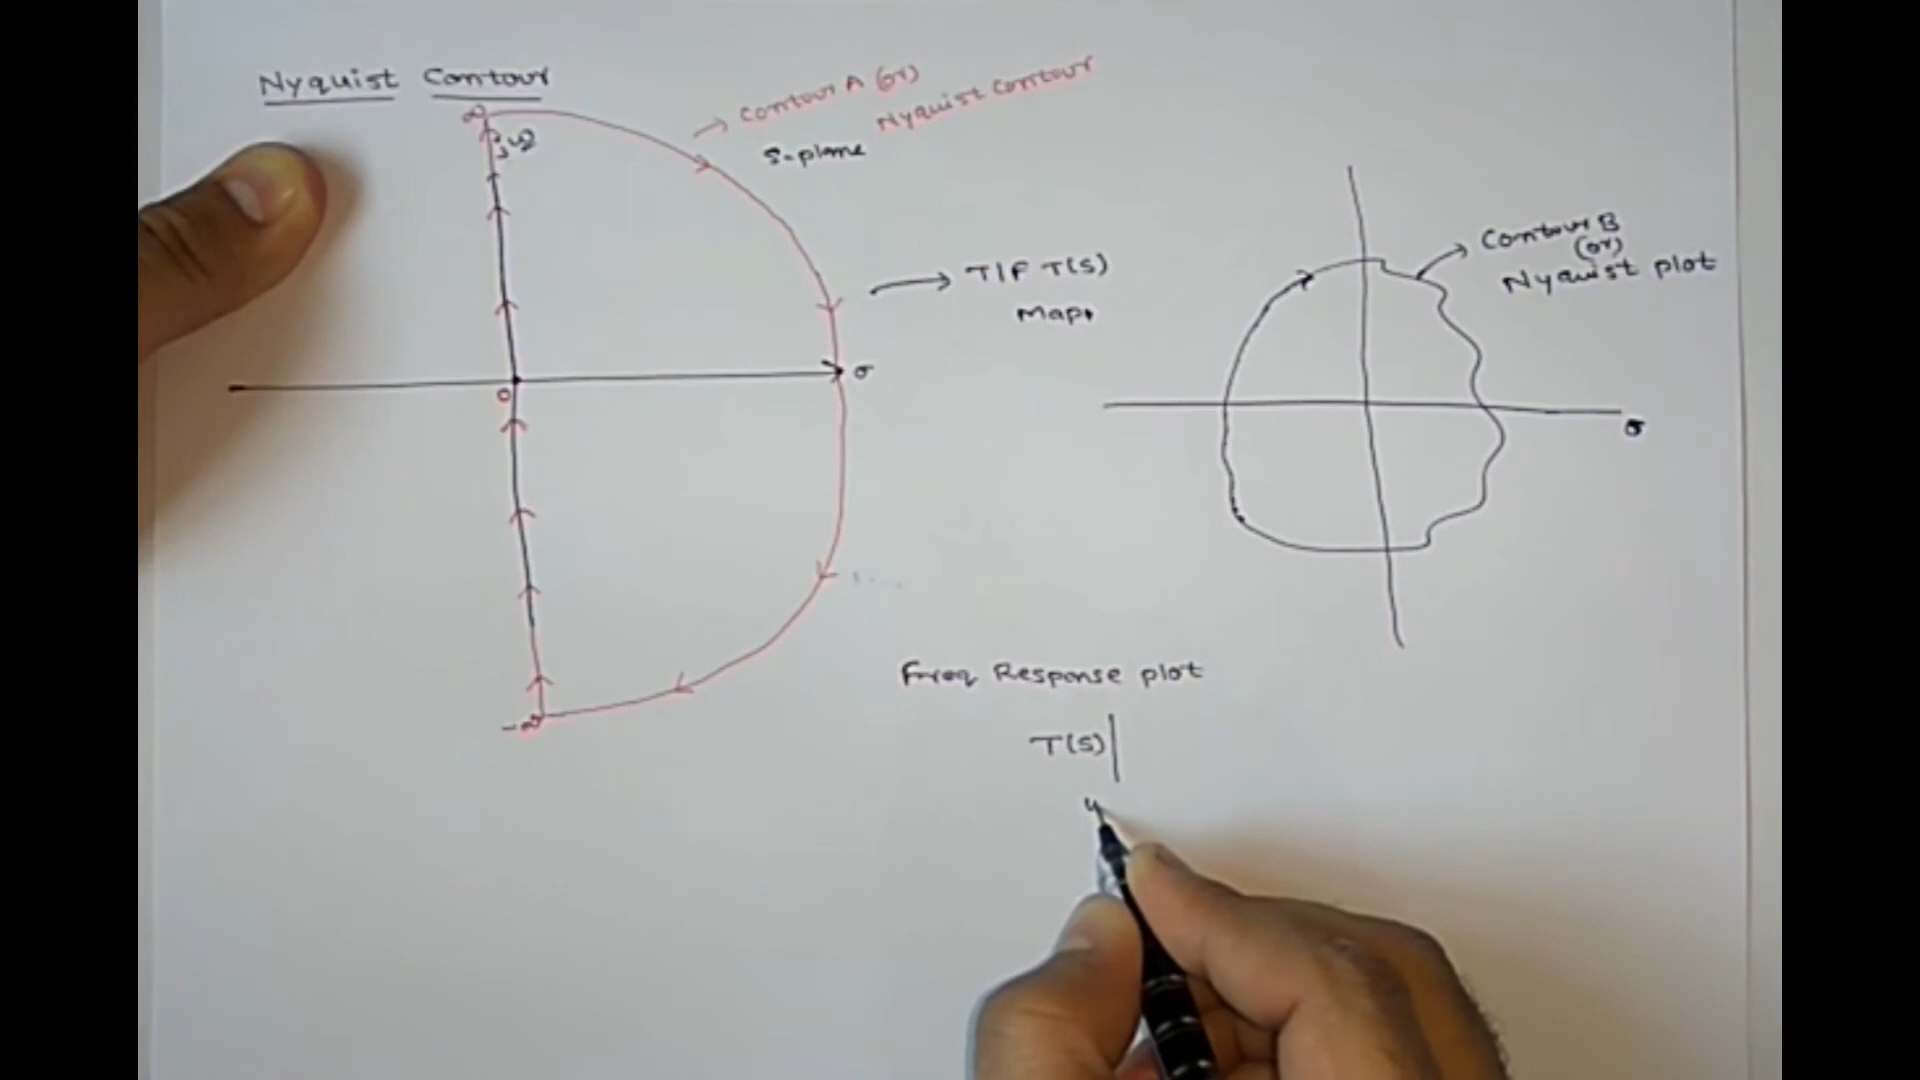 Nyquist Contour
∞
jω
→ Contour A (or)
Nyquist Contour
S-plane
→ T/F T(S)
Map
σ
0
-∞
→ Contour B
(or)
Nyquist plot
σ
Freq Response plot
T(S)|